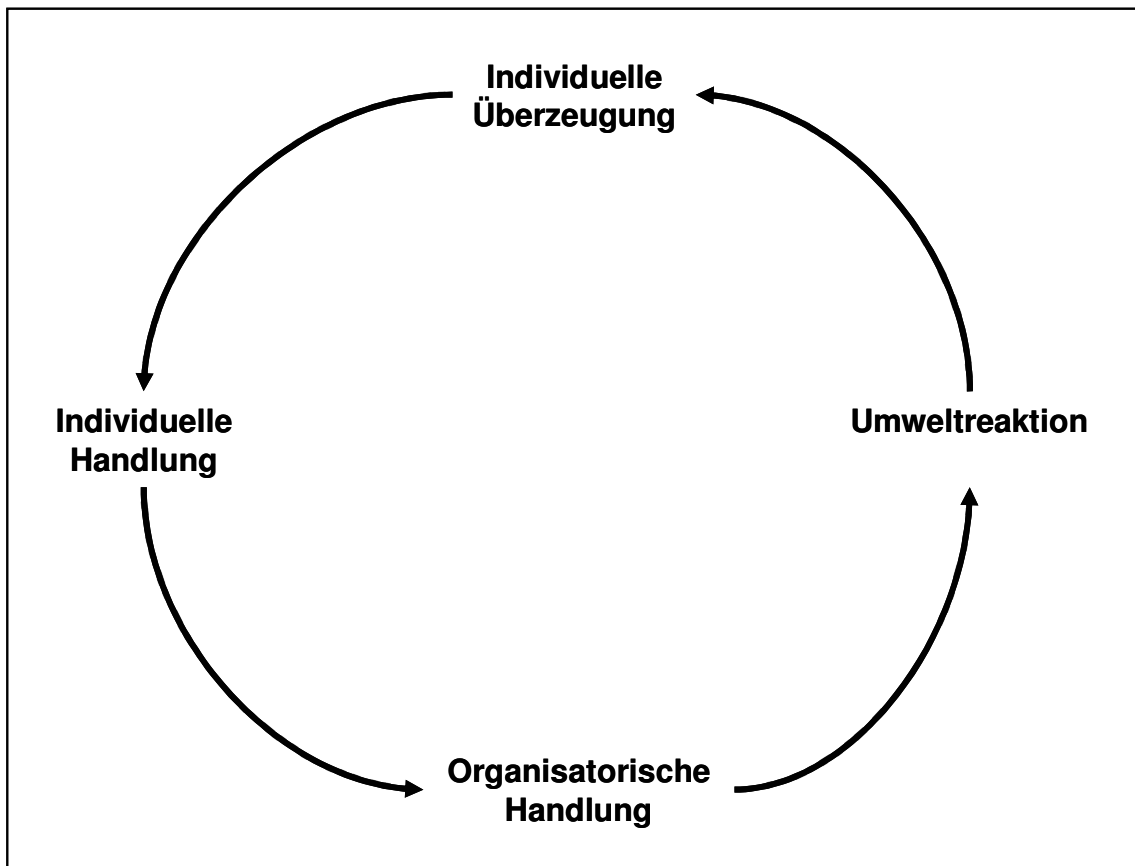 Individuelle
Überzeugung
Individuelle
Handlung
Umweltreaktion
Organisatorische
Handlung